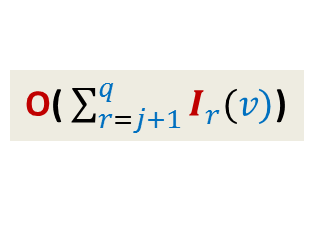 O( ∑_{r=j+1}^{q} I_r(v))